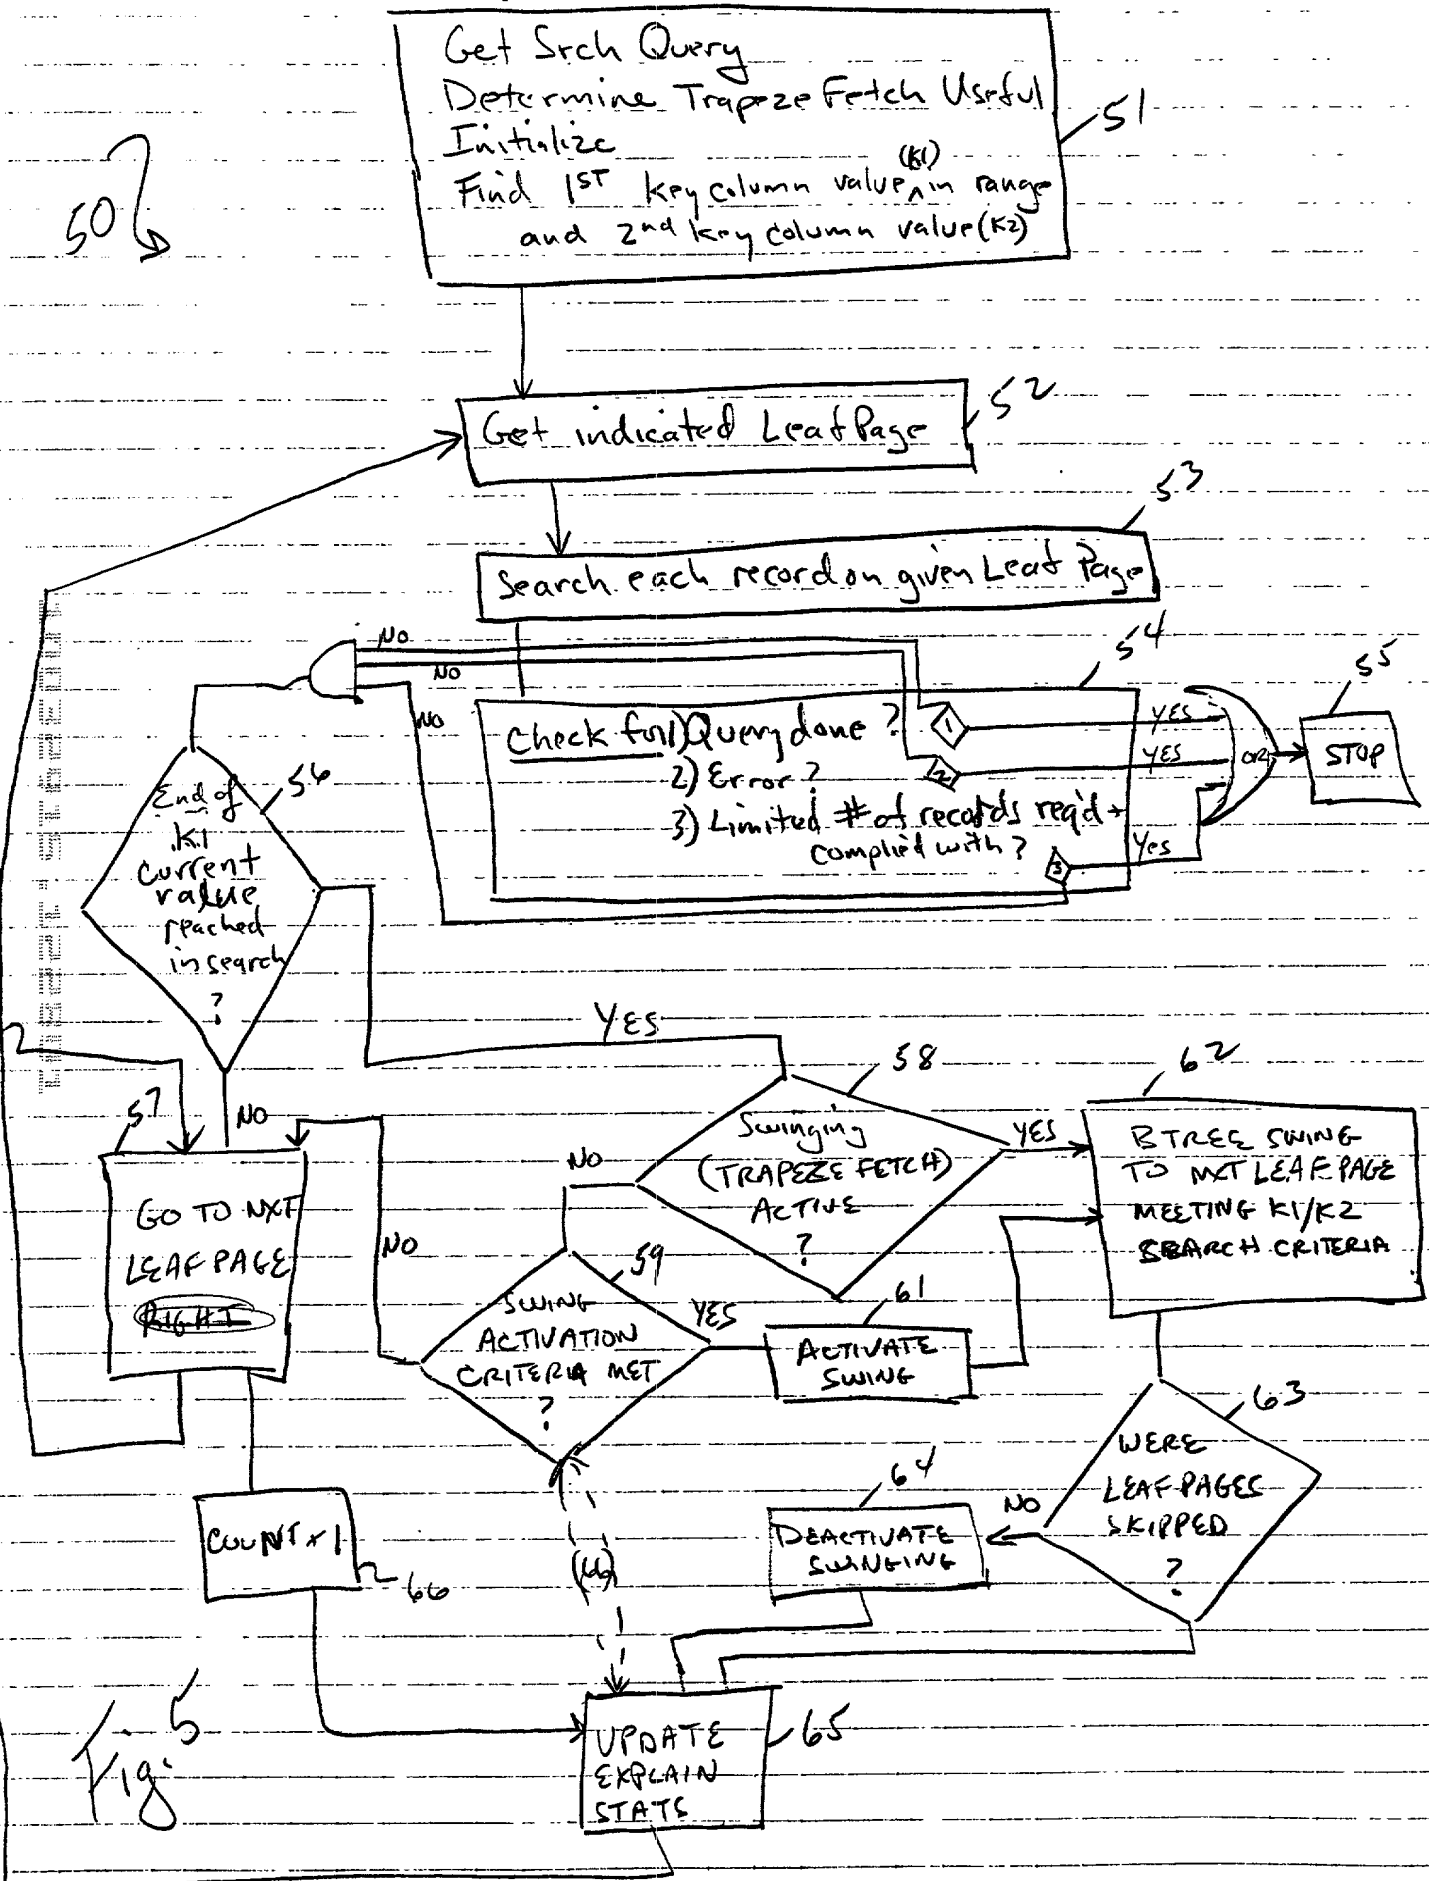 Get Srch Query
Determine Trapeze Fetch Useful
Initialize
(K1)
Find 1ST key column value ^ in range
and 2nd key column value (K2)
51
50
52
Get indicated Leaf Page
53
Search each record on given Leaf Page
54
55
NO
NO
NO
Check for 1) Query done ?
1
YES
2) Error ?
2
YES
OR
STOP
3) Limited # of records req'd +
complied with ?
3
Yes
56
End of
K1
current
value
reached
in search
?
YES
58
62
57
NO
Swinging
(TRAPEZE FETCH)
ACTIVE
?
NO
YES
BTREE SWING
TO NXT LEAF PAGE
MEETING K1/K2
SEARCH CRITERIA
GO TO NXT
LEAF PAGE
RIGHT
NO
59
SWING
ACTIVATION
CRITERIA MET
?
YES
61
ACTIVATE
SWING
63
WERE
LEAF PAGES
SKIPPED
?
NO
64
DEACTIVATE
SWINGING
COUNT + 1
66
(66)
65
UPDATE
EXPLAIN
STATS
Fig. 5